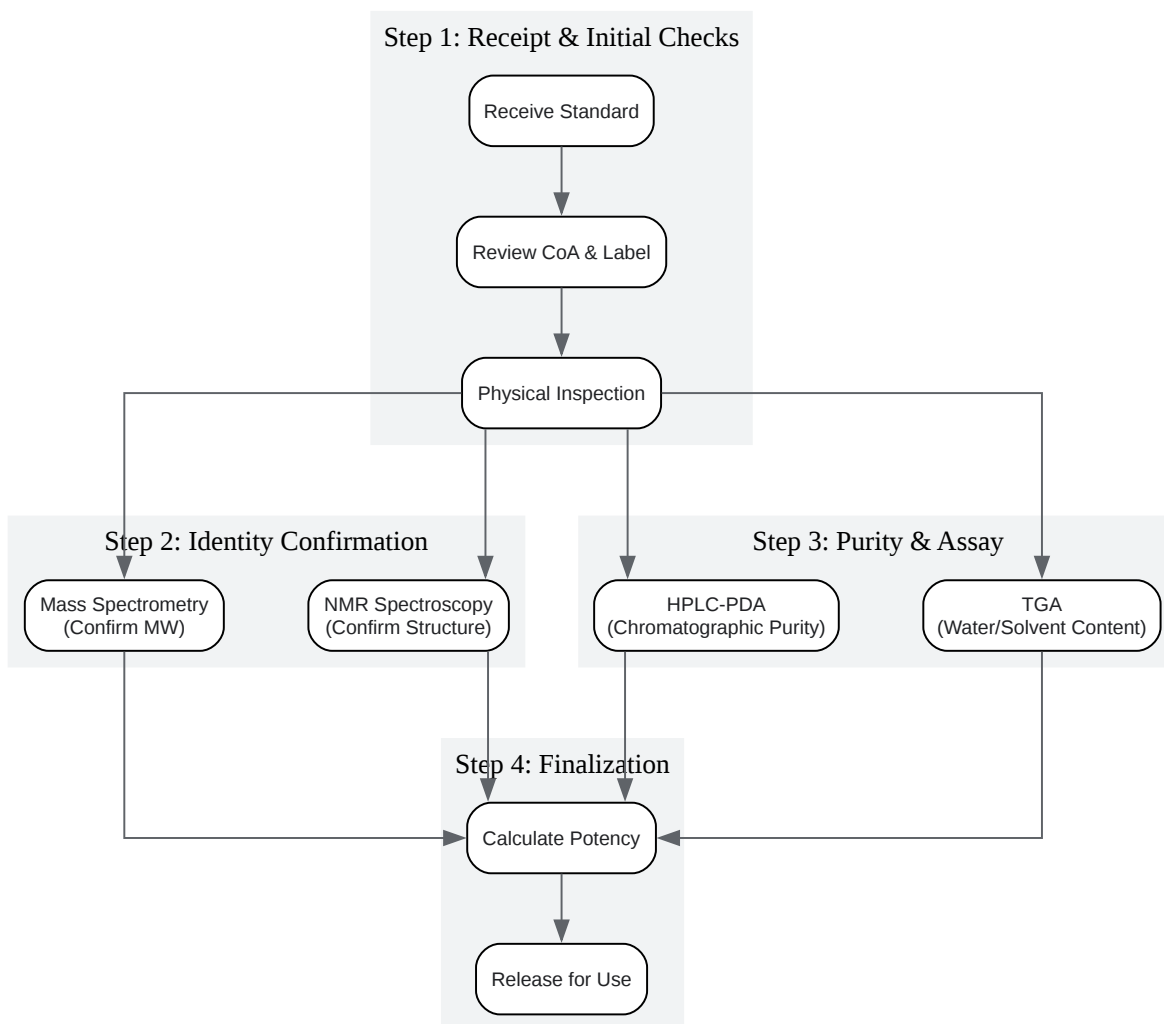 Step 1: Receipt & Initial Checks
Receive Standard
Review CoA & Label
Physical Inspection
Step 2: Identity Confirmation
Step 3: Purity & Assay
Mass Spectrometry
(Confirm MW)
NMR Spectroscopy
(Confirm Structure)
HPLC-PDA
(Chromatographic Purity)
TGA
(Water/Solvent Content)
Step 4: Finalization
Calculate Potency
Release for Use